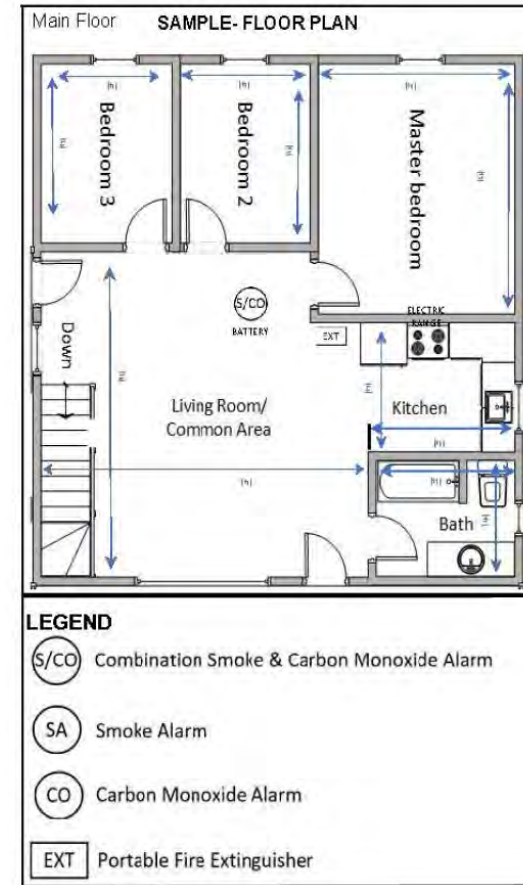 Main Floor
SAMPLE- FLOOR PLAN
Bedroom 3
Bedroom 2
Master bedroom
S/CO
BATTERY
ELECTRIC
RANGE
EXT
Down
Living Room/
Common Area
Kitchen
Bath
LEGEND
S/CO Combination Smoke & Carbon Monoxide Alarm
SA Smoke Alarm
CO Carbon Monoxide Alarm
EXT Portable Fire Extinguisher